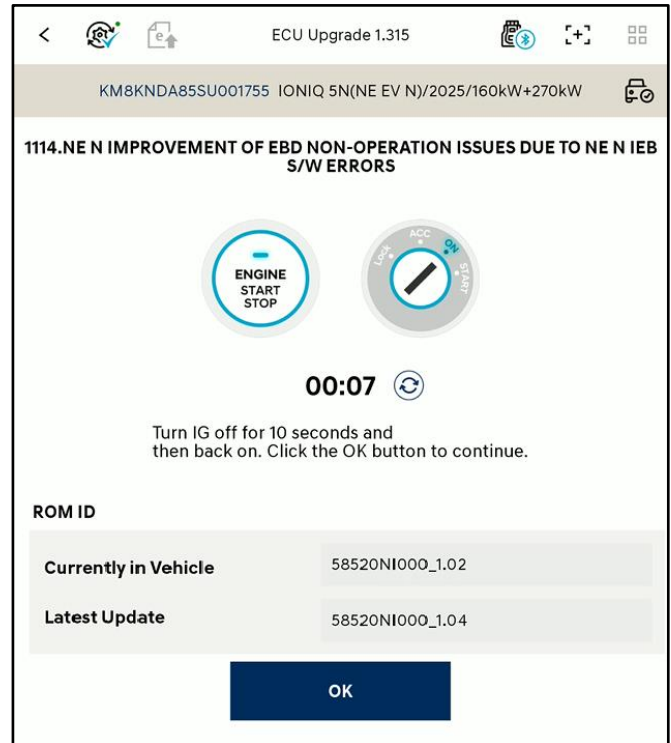 ECU Upgrade 1.315
KM8KNDA85SU001755 IONIQ 5N(NE EV N)/2025/160kW+270kW
1114.NE N IMPROVEMENT OF EBD NON-OPERATION ISSUES DUE TO NE N IEB
S/W ERRORS
ENGINE
START
STOP
Lock
ACC
ON
START
00:07
Turn IG off for 10 seconds and
then back on. Click the OK button to continue.
ROM ID
Currently in Vehicle
58520NI000_1.02
Latest Update
58520NI000_1.04
OK